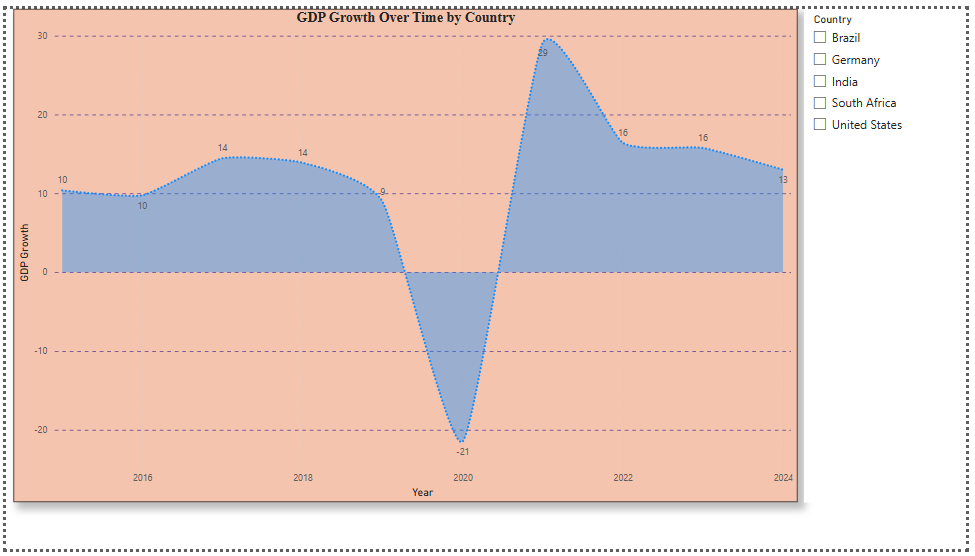 GDP Growth Over Time by Country
Country
Brazil
Germany
India
South Africa
United States
GDP Growth
30
20
10
0
-10
-20
10
10
14
14
9
-21
29
16
16
13
2016
2018
2020
2022
2024
Year